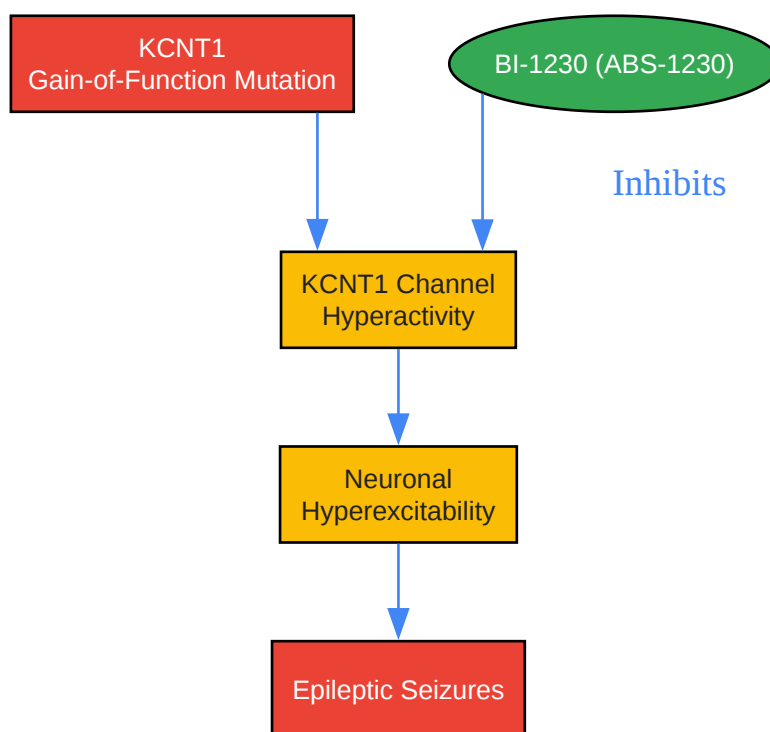 KCNT1
Gain-of-Function Mutation
BI-1230 (ABS-1230)
Inhibits
KCNT1 Channel
Hyperactivity
Neuronal
Hyperexcitability
Epileptic Seizures